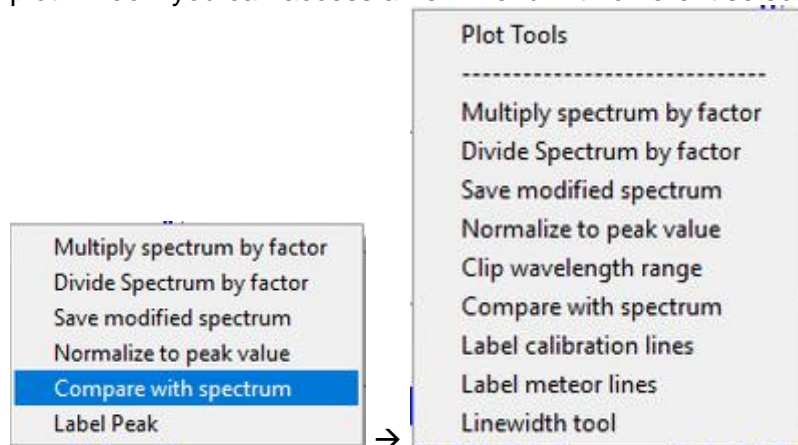 Multiply spectrum by factor
Divide Spectrum by factor
Save modified spectrum
Normalize to peak value
Compare with spectrum
Label Peak
→
Plot Tools
------------------------------
Multiply spectrum by factor
Divide Spectrum by factor
Save modified spectrum
Normalize to peak value
Clip wavelength range
Compare with spectrum
Label calibration lines
Label meteor lines
Linewidth tool